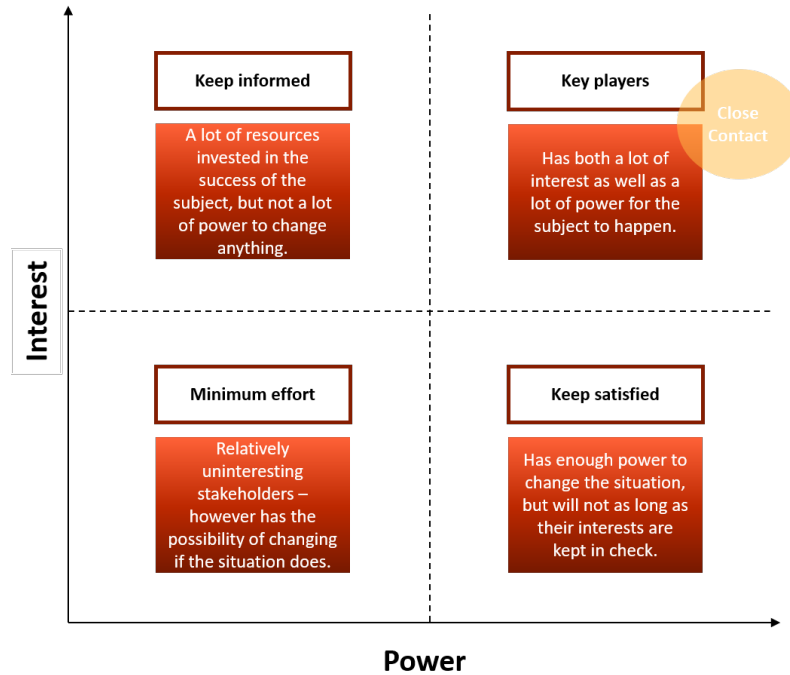 Keep informed
A lot of resources
invested in the
success of the
subject, but not a lot
of power to change
anything.
Key players
Close
Contact
Has both a lot of
interest as well as a
lot of power for the
subject to happen.
Interest
Minimum effort
Relatively
uninteresting
stakeholders –
however has the
possibility of changing
if the situation does.
Keep satisfied
Has enough power to
change the situation,
but will not as long as
their interests are
kept in check.
Power